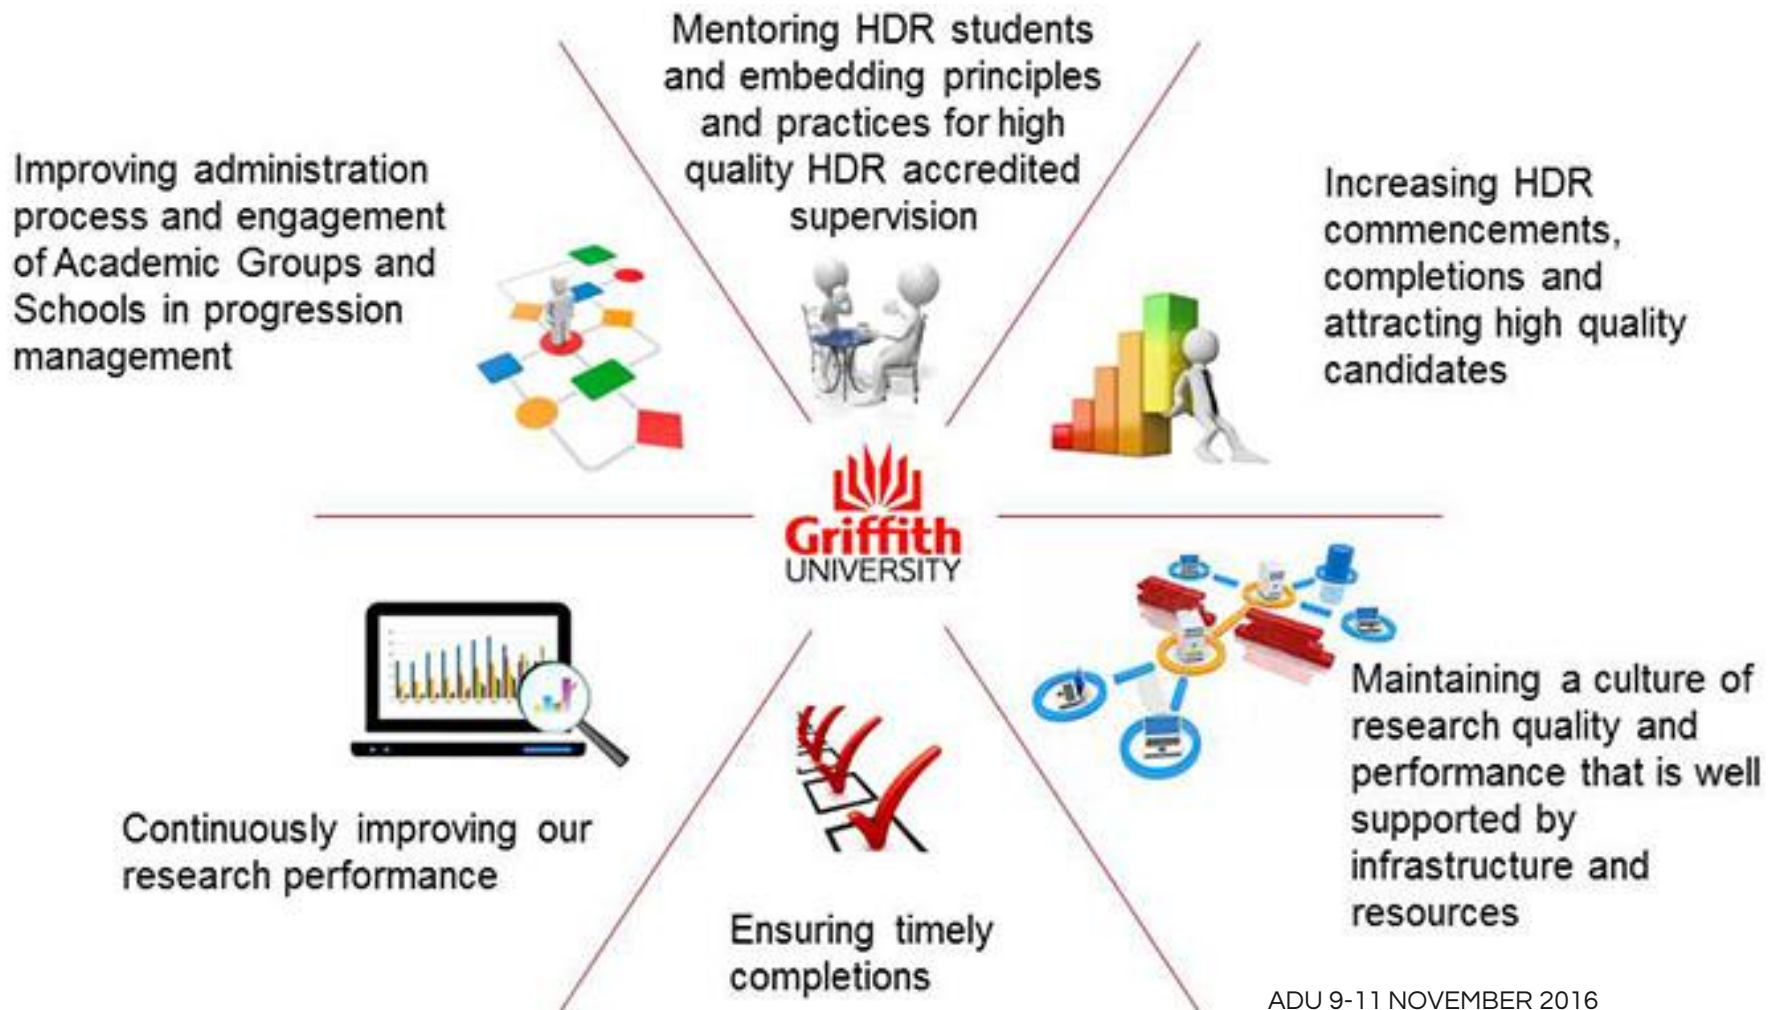 Mentoring HDR students
and embedding principles
and practices for high
quality HDR accredited
supervision
Improving administration
process and engagement
of Academic Groups and
Schools in progression
management
Increasing HDR
commencements,
completions and
attracting high quality
candidates
Griffith
UNIVERSITY
Continuously improving our
research performance
Ensuring timely
completions
Maintaining a culture of
research quality and
performance that is well
supported by
infrastructure and
resources
ADU 9-11 NOVEMBER 2016